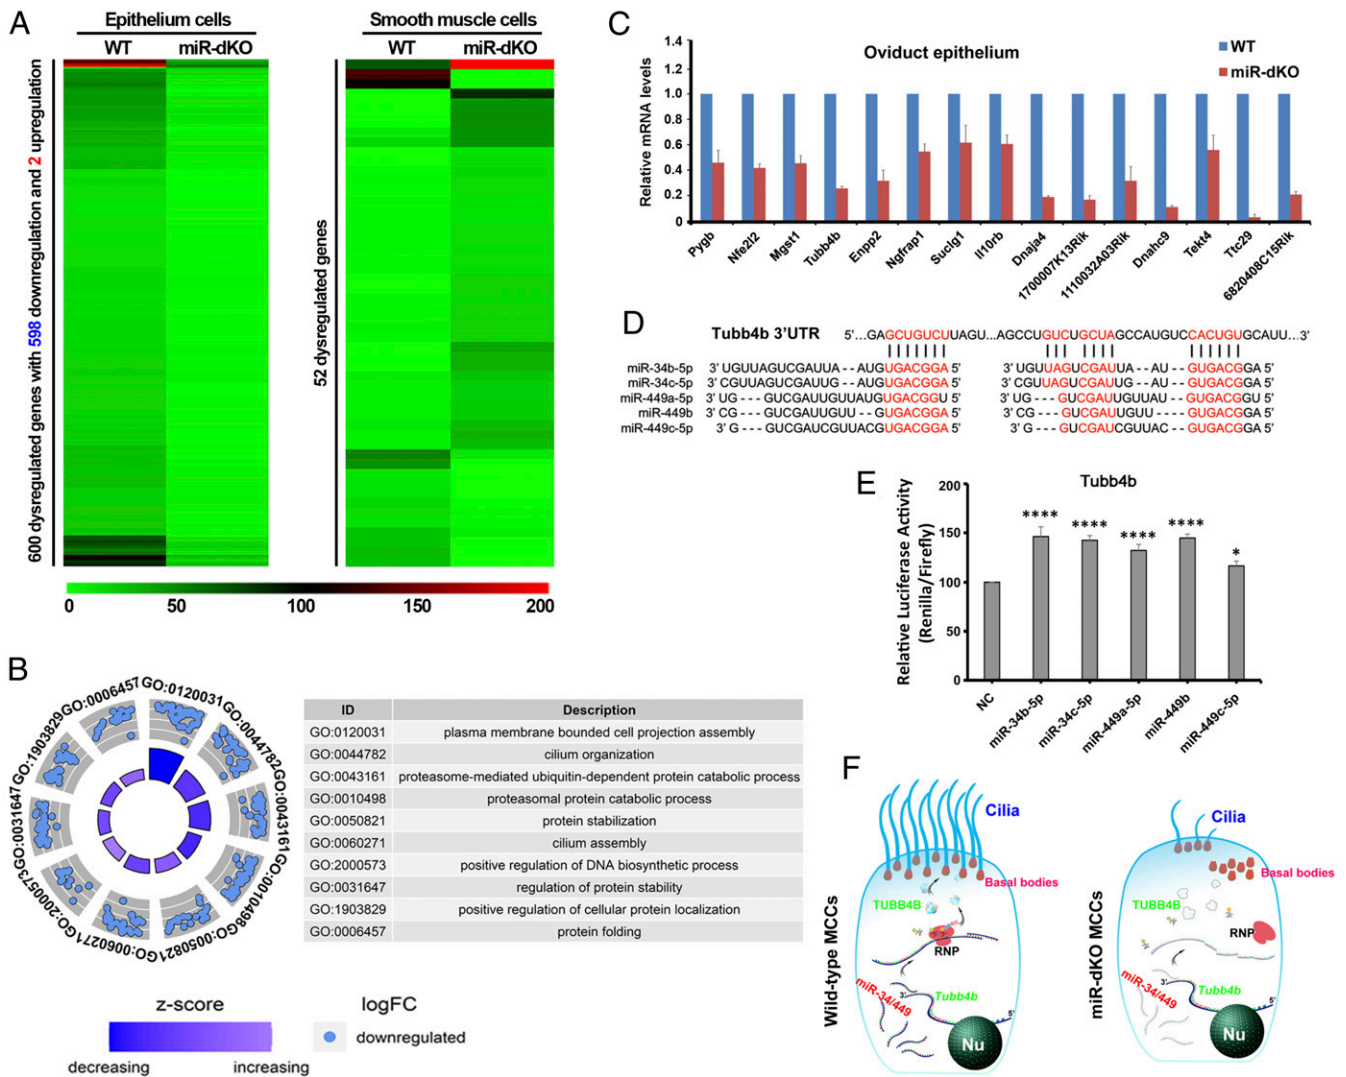 A
Epithelium cells
WT
miR-dKO
600 dysregulated genes with 598 downregulation and 2 upregulation
Smooth muscle cells
WT
miR-dKO
52 dysregulated genes
0 50 100 150 200
B
GO:0120031
GO:0044782
GO:0043161
GO:0010498
GO:0050821
GO:0060271
GO:2000573
GO:0031647
GO:1903829
GO:0006457
ID Description
GO:0120031 plasma membrane bounded cell projection assembly
GO:0044782 cilium organization
GO:0043161 proteasome-mediated ubiquitin-dependent protein catabolic process
GO:0010498 proteasomal protein catabolic process
GO:0050821 protein stabilization
GO:0060271 cilium assembly
GO:2000573 positive regulation of DNA biosynthetic process
GO:0031647 regulation of protein stability
GO:1903829 positive regulation of cellular protein localization
GO:0006457 protein folding
z-score
decreasing increasing
logFC
downregulated
C
Oviduct epithelium
WT
miR-dKO
Relative mRNA levels
1.4
1.2
1.0
0.8
0.6
0.4
0.2
0
Pygb
Nfe2l2
Mgst1
Tubb4b
Enpp2
Ngfrap1
Suclg1
Il10rb
Dnaja4
1700007K13Rik
1110032A03Rik
Dnahc9
Tekt4
Ttc29
6820408C15Rik
D
Tubb4b 3'UTR 5'...GAGCUGUCUUAGU...AGCCUGUCUGCUAGCCAUGUCCACUGUGCAUU...3'
miR-34b-5p 3' UGUUAGUCGAUUA--AUGUGACGGA 5' 3' UGUUAGUCGAUUA--AU---GUGACGGA 5'
miR-34c-5p 3' CGUUAGUCGAUUG--AUGUGACGGA 5' 3' CGUUAGUCGAUUG--AU---GUGACGGA 5'
miR-449a-5p 3' UG---GUCGAUUGUUAUGUGACGGU 5' 3' UG---GUCGAUUGUUAU--GUGACGGU 5'
miR-449b 3' CG---GUCGAUUGUU--GUGACGGA 5' 3' CG---GUCGAUUGUU---GUGACGGA 5'
miR-449c-5p 3' G---GUCGAUCGUUACGUGACGGA 5' 3' G---GUCGAUCGUUAC--GUGACGGA 5'
E
Tubb4b
Relative Luciferase Activity
(Renilla/Firefly)
200
150
100
50
0
****
****
****
****
*
NC
miR-34b-5p
miR-34c-5p
miR-449a-5p
miR-449b
miR-449c-5p
F
Wild-type MCCs
Cilia
Basal bodies
TUBB4B
RNP
miR-34/449
3'
Tubb4b
5'
Nu
miR-dKO MCCs
Cilia
Basal bodies
TUBB4B
RNP
miR-34/449
3'
Tubb4b
5'
Nu